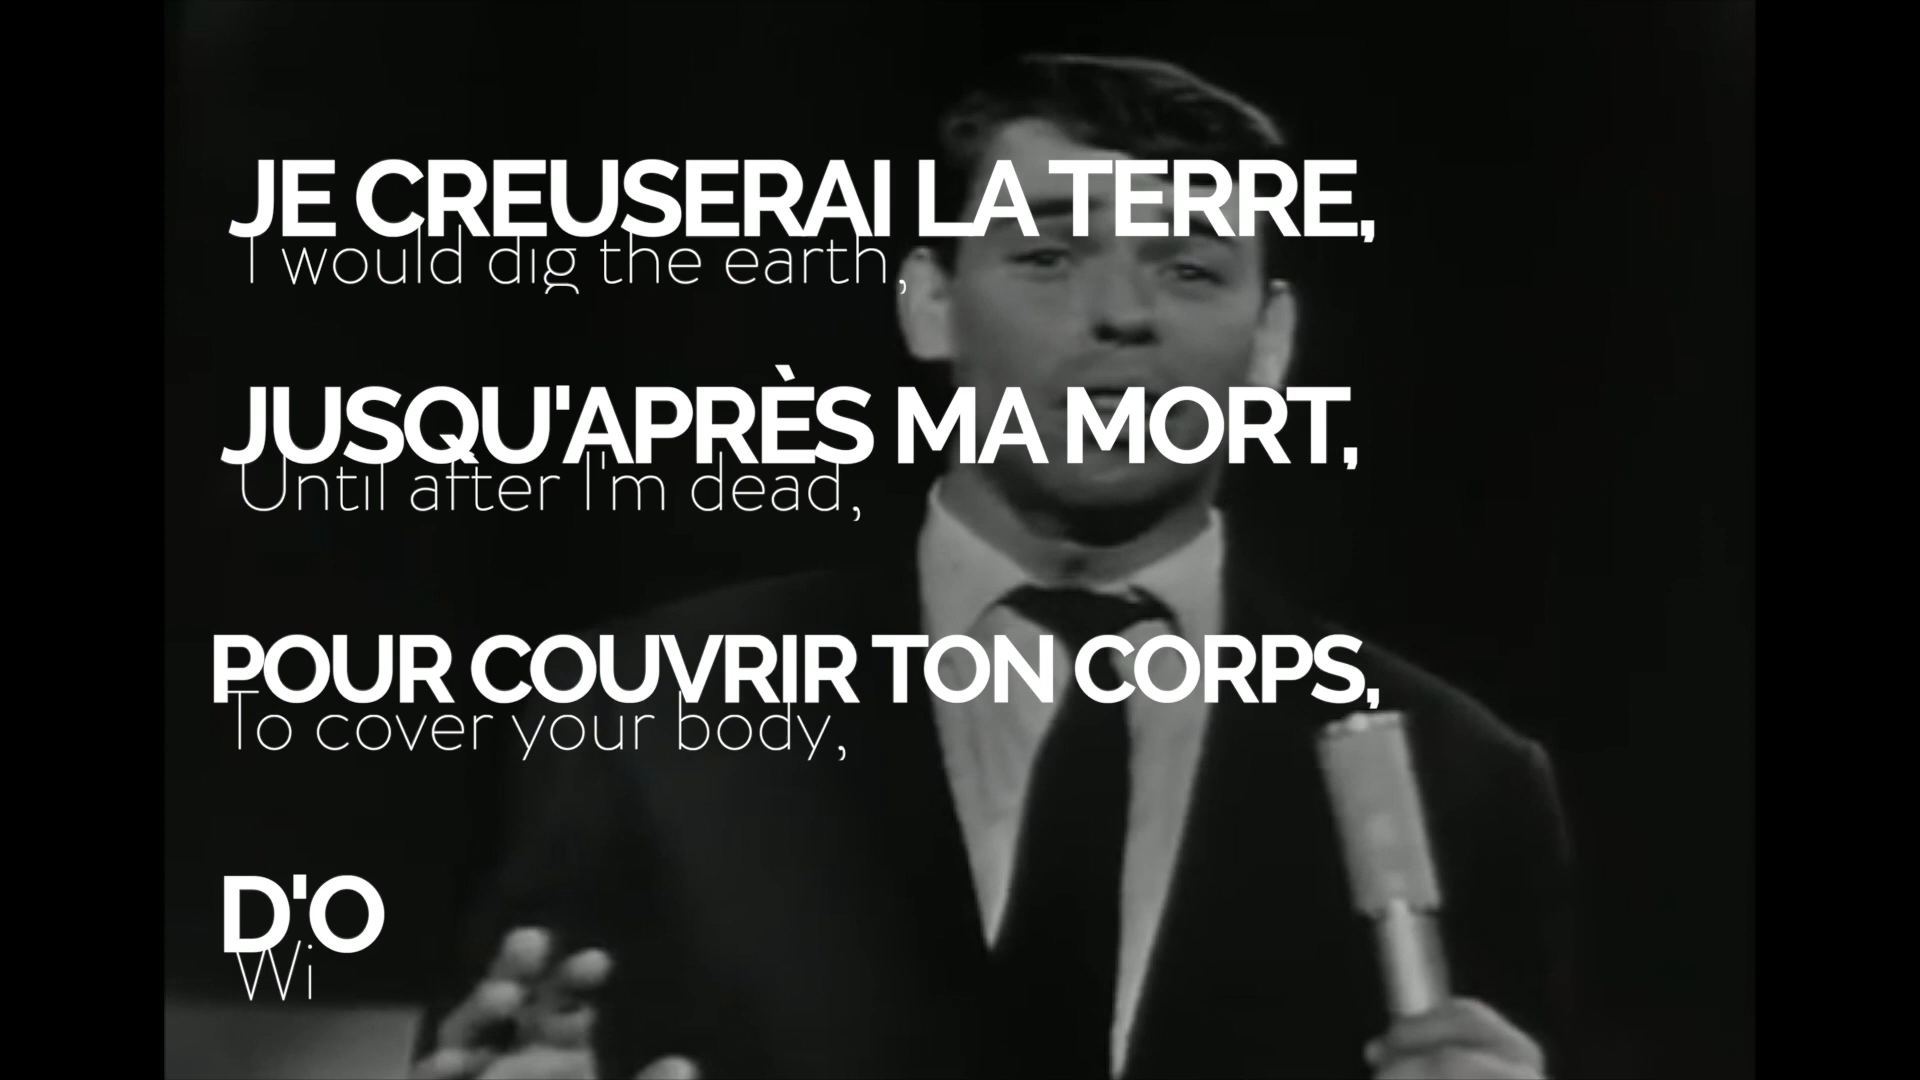 JE CREUSERAI LA TERRE,
I would dig the earth,
JUSQU'APRÈS MA MORT,
Until after I'm dead,
POUR COUVRIR TON CORPS,
To cover your body,
D'O
Wi